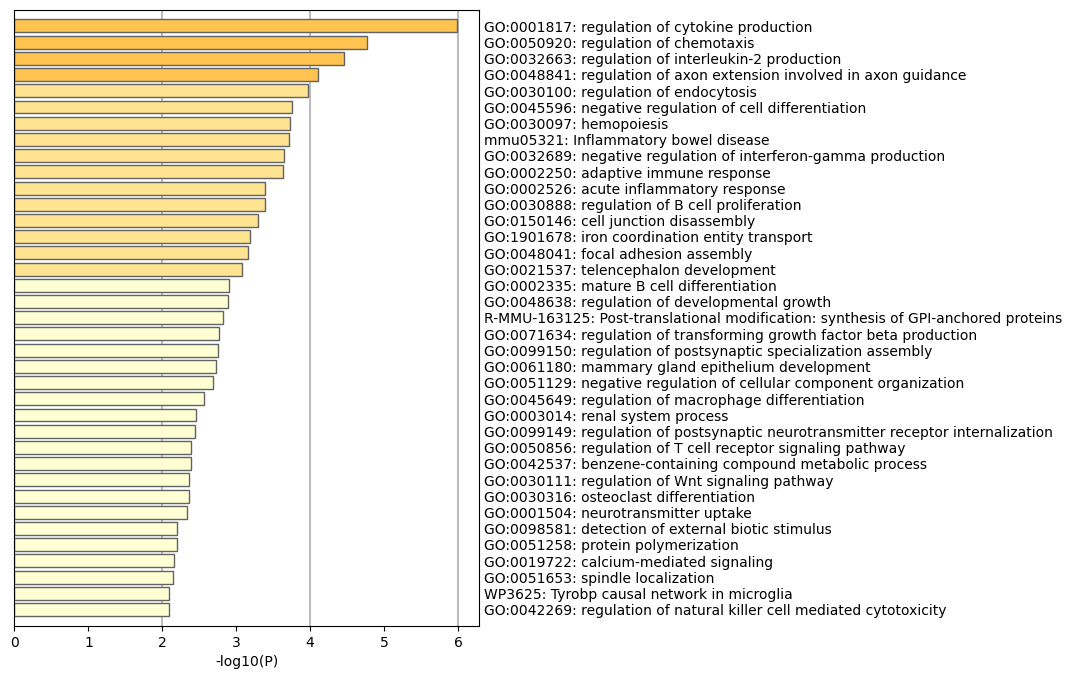 GO:0001817: regulation of cytokine production
GO:0050920: regulation of chemotaxis
GO:0032663: regulation of interleukin-2 production
GO:0048841: regulation of axon extension involved in axon guidance
GO:0030100: regulation of endocytosis
GO:0045596: negative regulation of cell differentiation
GO:0030097: hemopoiesis
mmu05321: Inflammatory bowel disease
GO:0032689: negative regulation of interferon-gamma production
GO:0002250: adaptive immune response
GO:0002526: acute inflammatory response
GO:0030888: regulation of B cell proliferation
GO:0150146: cell junction disassembly
GO:1901678: iron coordination entity transport
GO:0048041: focal adhesion assembly
GO:0021537: telencephalon development
GO:0002335: mature B cell differentiation
GO:0048638: regulation of developmental growth
R-MMU-163125: Post-translational modification: synthesis of GPI-anchored proteins
GO:0071634: regulation of transforming growth factor beta production
GO:0099150: regulation of postsynaptic specialization assembly
GO:0061180: mammary gland epithelium development
GO:0051129: negative regulation of cellular component organization
GO:0045649: regulation of macrophage differentiation
GO:0003014: renal system process
GO:0099149: regulation of postsynaptic neurotransmitter receptor internalization
GO:0050856: regulation of T cell receptor signaling pathway
GO:0042537: benzene-containing compound metabolic process
GO:0030111: regulation of Wnt signaling pathway
GO:0030316: osteoclast differentiation
GO:0001504: neurotransmitter uptake
GO:0098581: detection of external biotic stimulus
GO:0051258: protein polymerization
GO:0019722: calcium-mediated signaling
GO:0051653: spindle localization
WP3625: Tyrobp causal network in microglia
GO:0042269: regulation of natural killer cell mediated cytotoxicity
0 1 2 3 4 5 6
-log10(P)